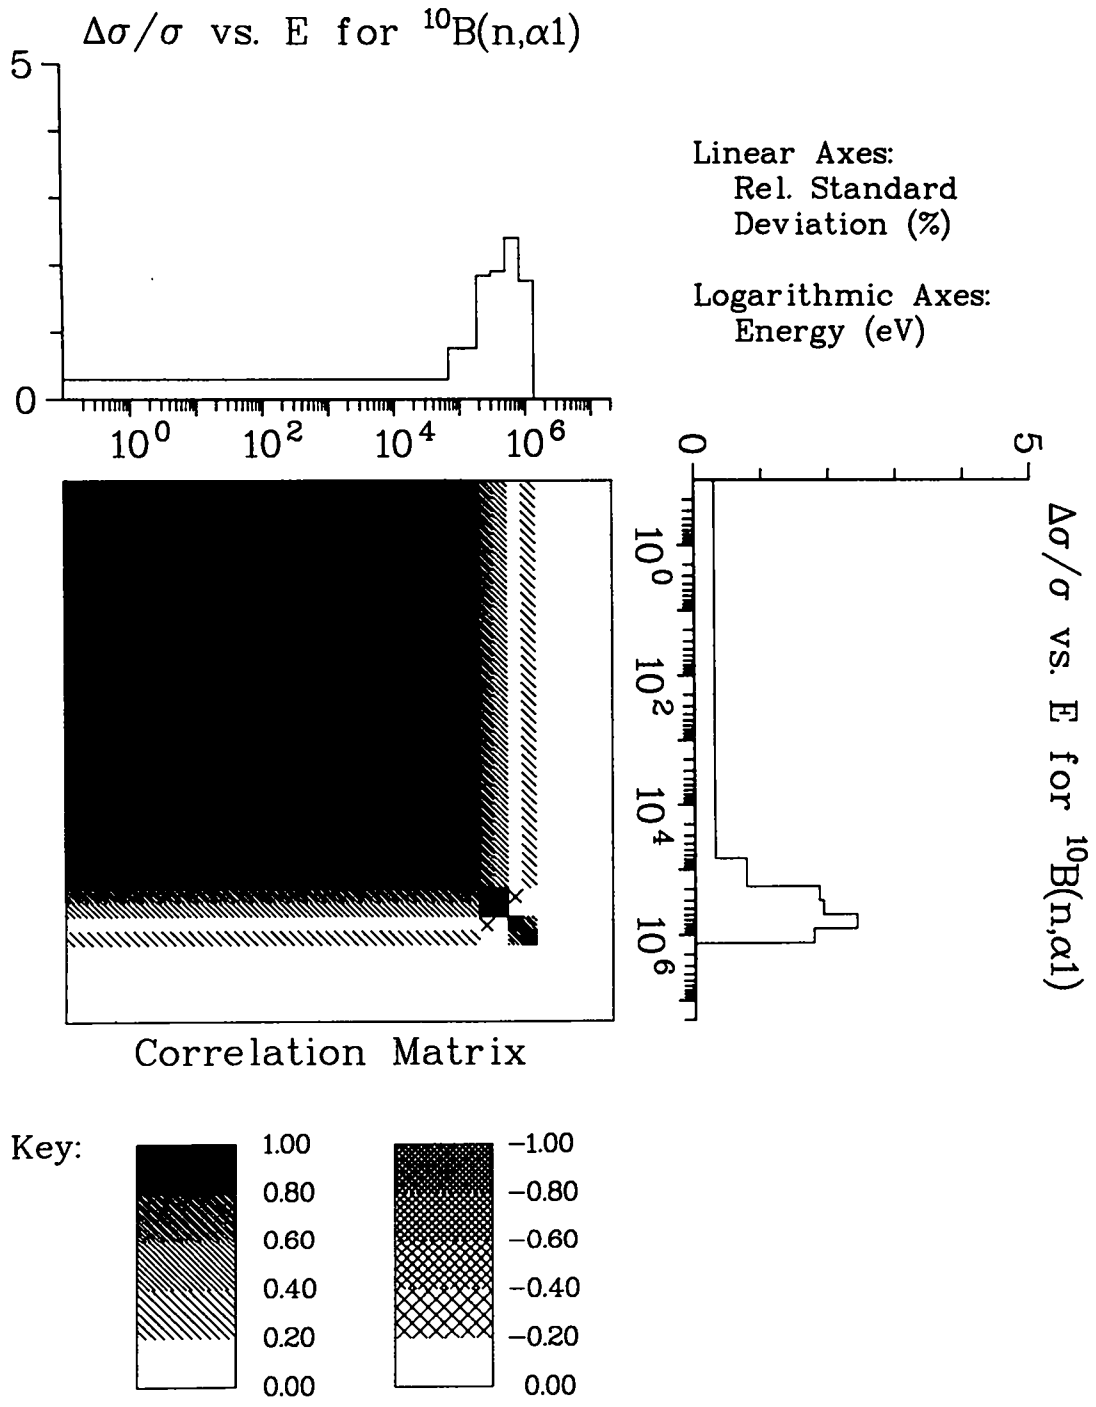 Δσ/σ vs. E for ¹⁰B(n,α1)
5
0
10⁰ 10² 10⁴ 10⁶
Linear Axes:
Rel. Standard
Deviation (%)
Logarithmic Axes:
Energy (eV)
0 5
10⁰
10²
10⁴
10⁶
Δσ/σ vs. E for ¹⁰B(n,α1)
Correlation Matrix
Key:
1.00
0.80
0.60
0.40
0.20
0.00
−1.00
−0.80
−0.60
−0.40
−0.20
0.00